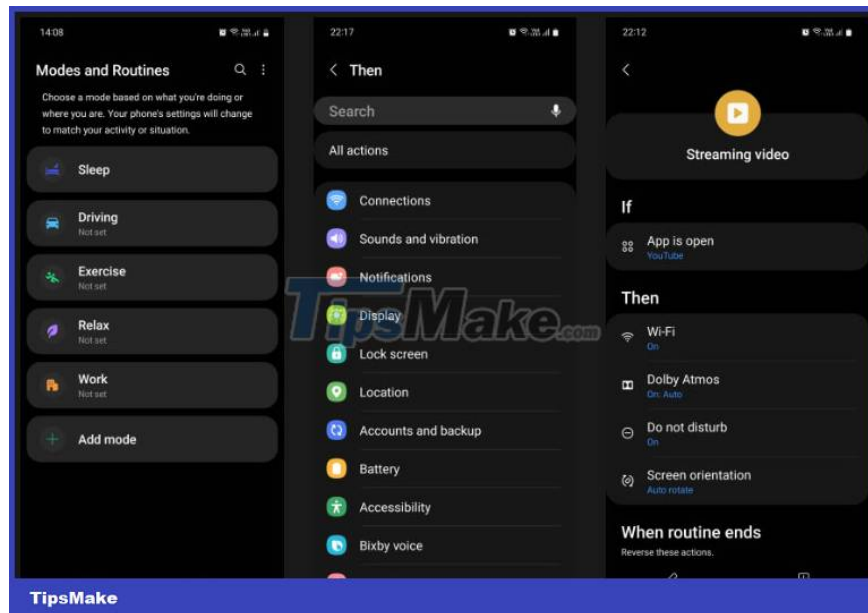 14:08
Modes and Routines
Choose a mode based on what you're doing or
where you are. Your phone's settings will change
to match your activity or situation.
Sleep
Driving
Not set
Exercise
Not set
Relax
Not set
Work
Not set
Add mode
22:17
Then
Search
All actions
Connections
Sounds and vibration
Notifications
Display
Lock screen
Location
Accounts and backup
Battery
Accessibility
Bixby voice
22:12
Streaming video
If
App is open
YouTube
Then
Wi-Fi
On
Dolby Atmos
On: Auto
Do not disturb
On
Screen orientation
Auto rotate
When routine ends
Reverse these actions.
TipsMake.com
TipsMake